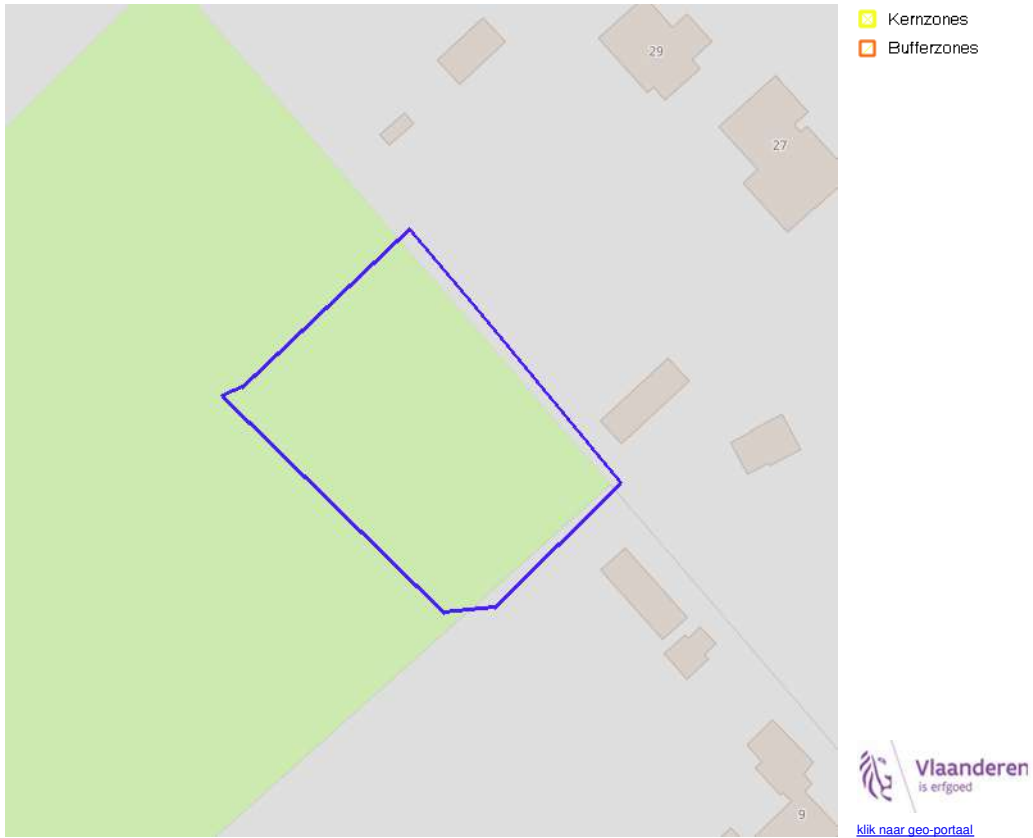 Kernzones
Bufferzones
29
27
9
Vlaanderen
is erfgoed
klik naar geo-portaal